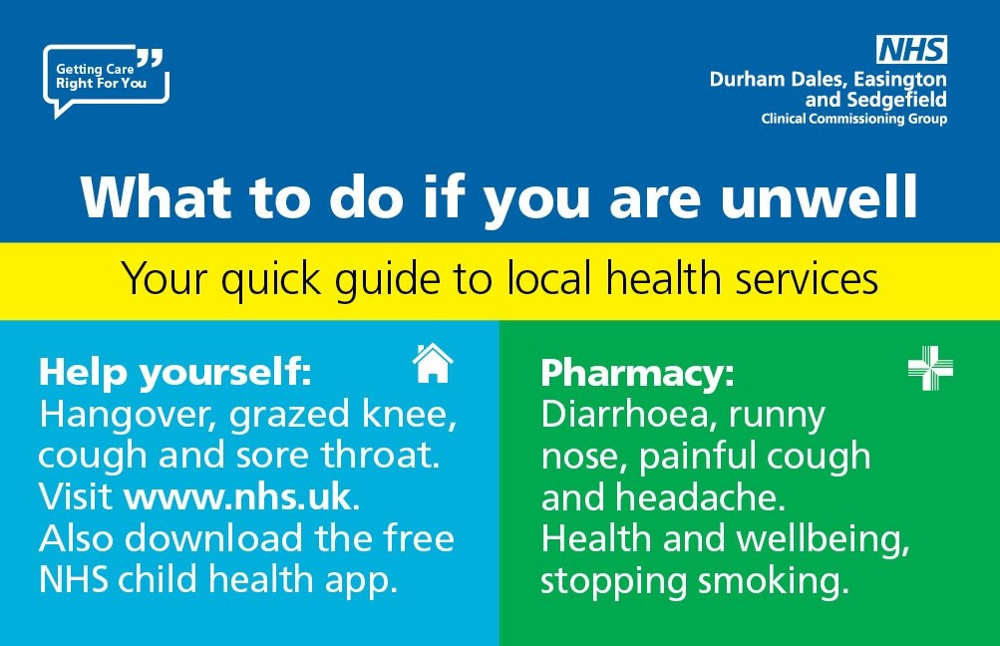 Getting Care
Right For You
NHS
Durham Dales, Easington
and Sedgefield
Clinical Commissioning Group
What to do if you are unwell
Your quick guide to local health services
Help yourself:
Hangover, grazed knee,
cough and sore throat.
Visit www.nhs.uk.
Also download the free
NHS child health app.
Pharmacy:
Diarrhoea, runny
nose, painful cough
and headache.
Health and wellbeing,
stopping smoking.